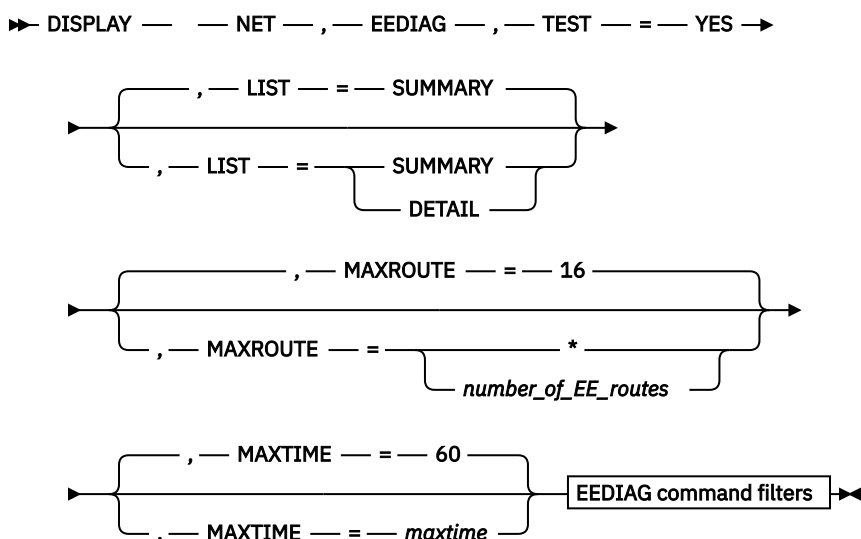 DISPLAY — — NET — , — EEDIAG — , — TEST — = — YES
, — LIST — = — SUMMARY
, — LIST — = — SUMMARY
DETAIL
, — MAXROUTE — = — 16
, — MAXROUTE — = — *
number_of_EE_routes
, — MAXTIME — = — 60
EEDIAG command filters
, — MAXTIME — = — maxtime